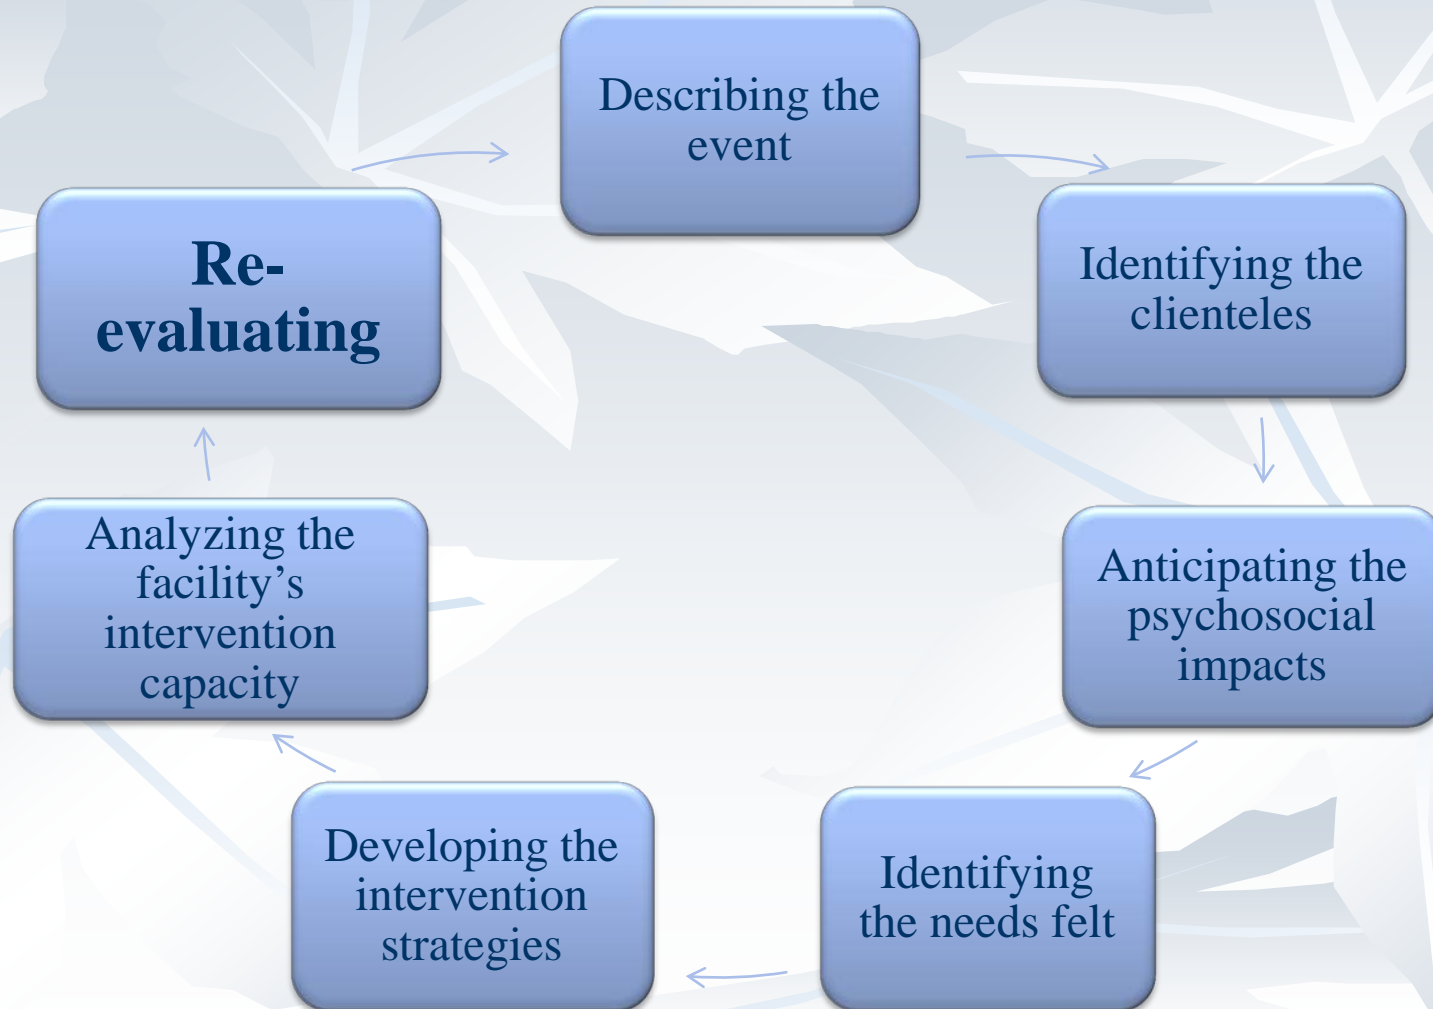 Describing the
event
Identifying the
clienteles
Anticipating the
psychosocial
impacts
Identifying
the needs felt
Developing the
intervention
strategies
Analyzing the
facility’s
intervention
capacity
Re-
evaluating